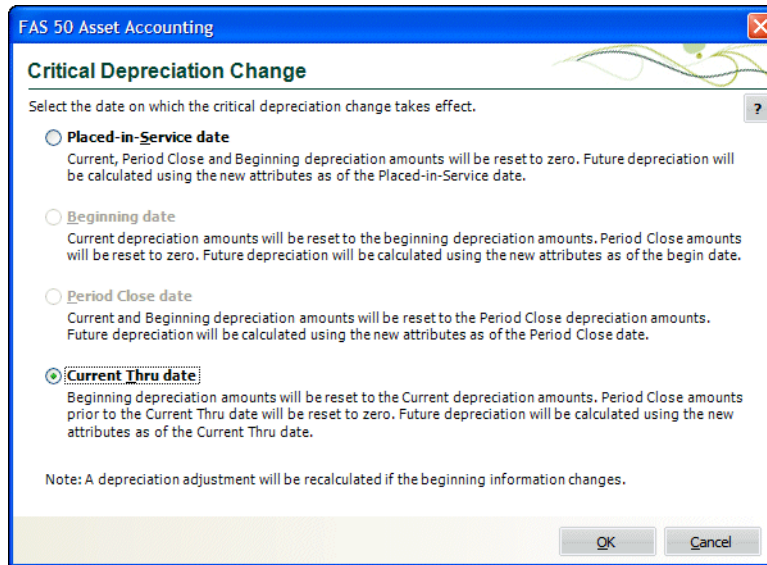 FAS 50 Asset Accounting
Critical Depreciation Change
Select the date on which the critical depreciation change takes effect.
?
Placed-in-Service date
Current, Period Close and Beginning depreciation amounts will be reset to zero. Future depreciation will
be calculated using the new attributes as of the Placed-in-Service date.
Beginning date
Current depreciation amounts will be reset to the beginning depreciation amounts. Period Close amounts
will be reset to zero. Future depreciation will be calculated using the new attributes as of the begin date.
Period Close date
Current and Beginning depreciation amounts will be reset to the Period Close depreciation amounts.
Future depreciation will be calculated using the new attributes as of the Period Close date.
Current Thru date
Beginning depreciation amounts will be reset to the Current depreciation amounts. Period Close amounts
prior to the Current Thru date will be reset to zero. Future depreciation will be calculated using the new
attributes as of the Current Thru date.
Note: A depreciation adjustment will be recalculated if the beginning information changes.
OK Cancel